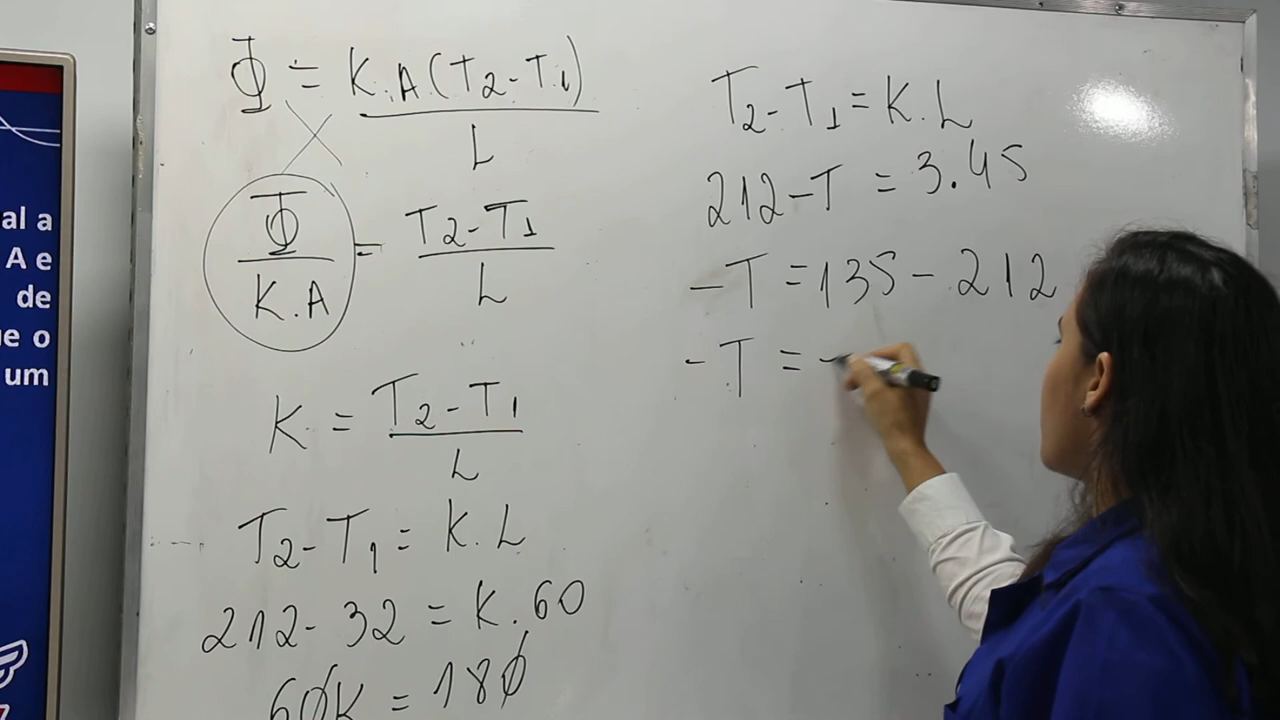 al a
A e
de
e o
um
Φ = K.A(T2-T1)
L
Φ = T2-T1
K.A L
K = T2-T1
L
T2-T1 = K.L
212-32 = K.60
60K = 180
T2-T1 = K.L
212-T = 3.45
-T = 135-212
-T = -